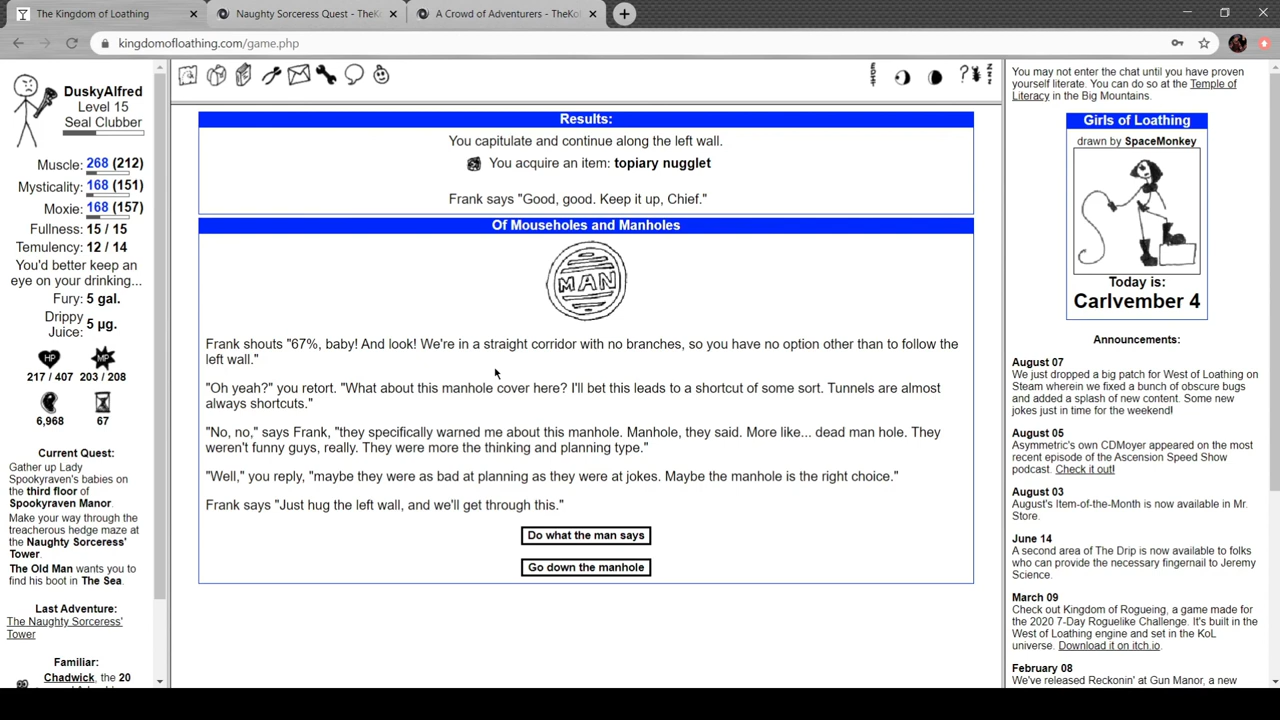 The Kingdom of Loathing
Naughty Sorceress Quest - TheKo
A Crowd of Adventurers - TheKo
kingdomofloathing.com/game.php
DuskyAlfred
Level 15
Seal Clubber
Muscle: 268 (212)
Mysticality: 168 (151)
Moxie: 168 (157)
Fullness: 15 / 15
Temulency: 12 / 14
You'd better keep an
eye on your drinking...
Fury: 5 gal.
Drippy
Juice: 5 µg.
HP
MP
217 / 407
203 / 208
6,968
67
Current Quest:
Gather up Lady
Spookyraven's babies on
the third floor of
Spookyraven Manor.
Make your way through the
treacherous hedge maze at
the Naughty Sorceress'
Tower.
The Old Man wants you to
find his boot in The Sea.
Last Adventure:
The Naughty Sorceress'
Tower
Familiar:
Chadwick, the 20
Results:
You capitulate and continue along the left wall.
You acquire an item: topiary nugglet
Frank says "Good, good. Keep it up, Chief."
Of Mouseholes and Manholes
MAN
Frank shouts "67%, baby! And look! We're in a straight corridor with no branches, so you have no option other than to follow the
left wall."
"Oh yeah?" you retort. "What about this manhole cover here? I'll bet this leads to a shortcut of some sort. Tunnels are almost
always shortcuts."
"No, no," says Frank, "they specifically warned me about this manhole. Manhole, they said. More like... dead man hole. They
weren't funny guys, really. They were more the thinking and planning type."
"Well," you reply, "maybe they were as bad at planning as they were at jokes. Maybe the manhole is the right choice."
Frank says "Just hug the left wall, and we'll get through this."
Do what the man says
Go down the manhole
You may not enter the chat until you have proven
yourself literate. You can do so at the Temple of
Literacy in the Big Mountains.
Girls of Loathing
drawn by SpaceMonkey
Today is:
Carlvember 4
Announcements:
August 07
We just dropped a big patch for West of Loathing on
Steam wherein we fixed a bunch of obscure bugs
and added a splash of new content. Some new
jokes just in time for the weekend!
August 05
Asymmetric's own CDMoyer appeared on the most
recent episode of the Ascension Speed Show
podcast. Check it out!
August 03
August's Item-of-the-Month is now available in Mr.
Store.
June 14
A second area of The Drip is now available to folks
who can provide the necessary fingernail to Jeremy
Science.
March 09
Check out Kingdom of Rogueing, a game made for
the 2020 7-Day Roguelike Challenge. It's built in the
West of Loathing engine and set in the KoL
universe. Download it on itch.io.
February 08
We've released Reckonin' at Gun Manor, a new